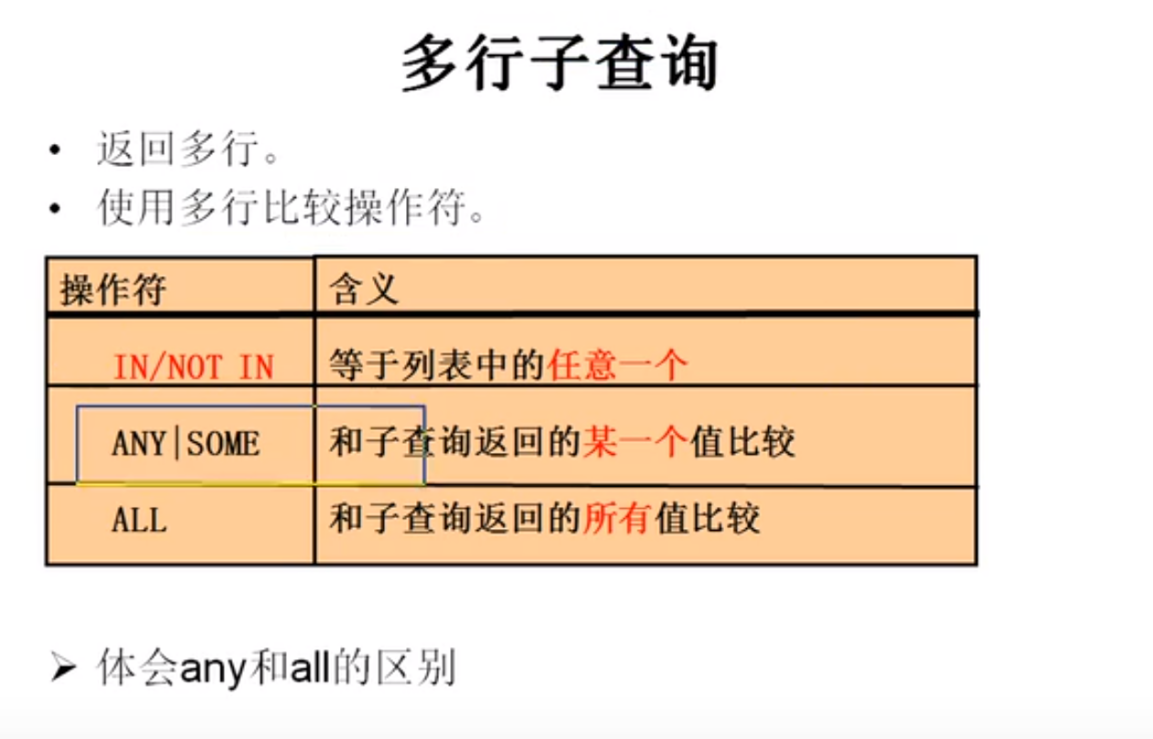 多行子查询
• 返回多行。
• 使用多行比较操作符。
操作符 含义
IN/NOT IN 等于列表中的任意一个
ANY|SOME 和子查询返回的某一个值比较
ALL 和子查询返回的所有值比较
➢ 体会any和all的区别